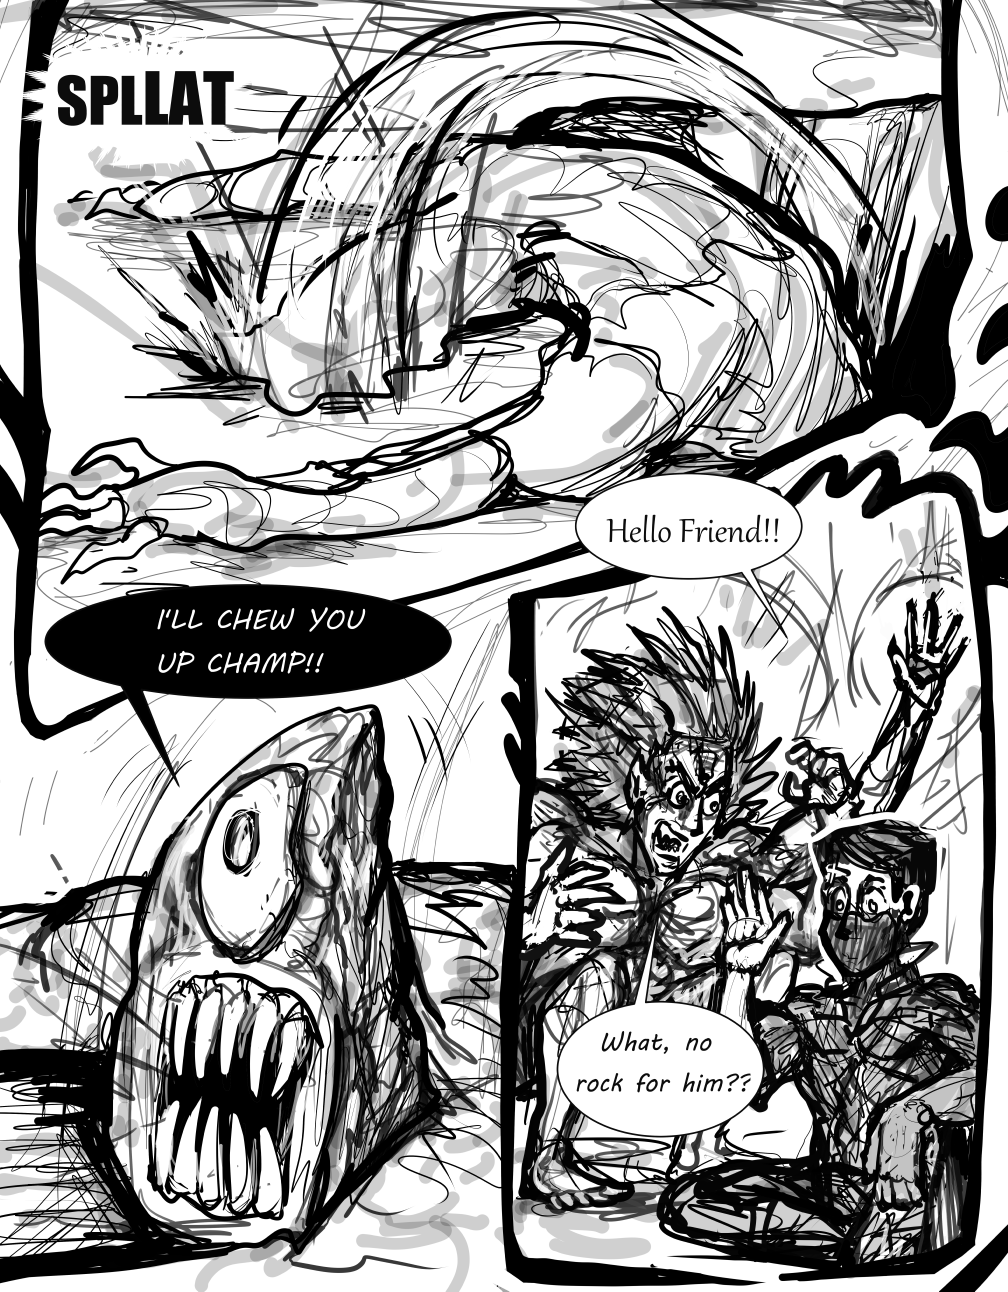 SPLLAT
Hello Friend!!
I'LL CHEW YOU
UP CHAMP!!
What, no
rock for him??